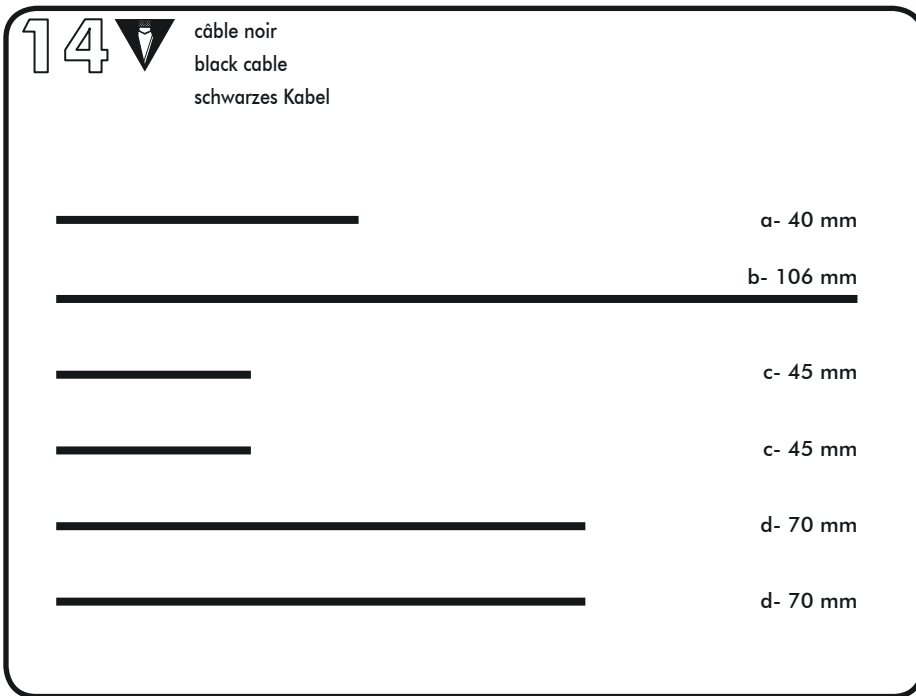 14
câble noir
black cable
schwarzes Kabel
a- 40 mm
b- 106 mm
c- 45 mm
c- 45 mm
d- 70 mm
d- 70 mm